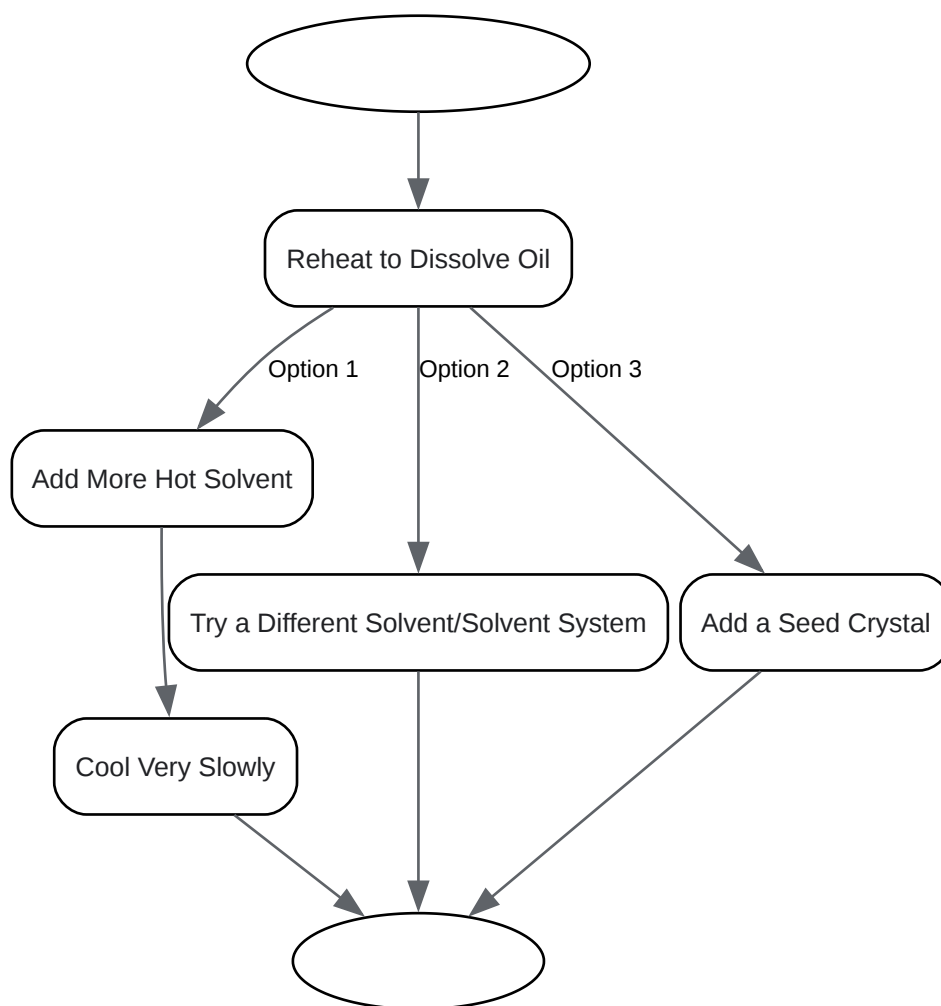 Reheat to Dissolve Oil
Option 1
Option 2
Option 3
Add More Hot Solvent
Try a Different Solvent/Solvent System
Add a Seed Crystal
Cool Very Slowly